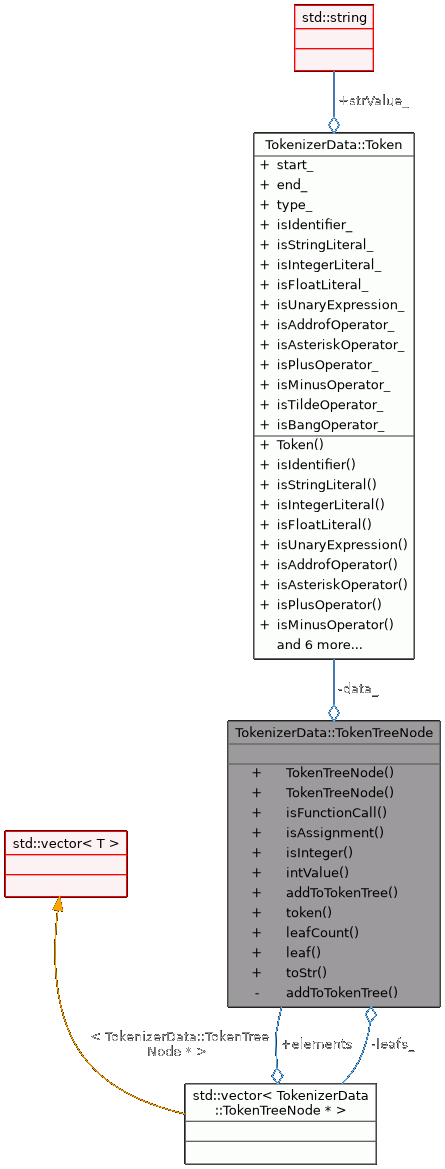 std::string
+strValue_
TokenizerData::Token
+ start_
+ end_
+ type_
+ isIdentifier_
+ isStringLiteral_
+ isIntegerLiteral_
+ isFloatLiteral_
+ isUnaryExpression_
+ isAddrofOperator_
+ isAsteriskOperator_
+ isPlusOperator_
+ isMinusOperator_
+ isTildeOperator_
+ isBangOperator_
+ Token()
+ isIdentifier()
+ isStringLiteral()
+ isIntegerLiteral()
+ isFloatLiteral()
+ isUnaryExpression()
+ isAddrofOperator()
+ isAsteriskOperator()
+ isPlusOperator()
+ isMinusOperator()
and 6 more...
-data_
TokenizerData::TokenTreeNode
+ TokenTreeNode()
+ TokenTreeNode()
+ isFunctionCall()
+ isAssignment()
+ isInteger()
+ intValue()
+ addToTokenTree()
+ token()
+ leafCount()
+ leaf()
+ toStr()
- addToTokenTree()
std::vector< T >
< TokenizerData::TokenTree
Node * >
+elements
-leafs_
std::vector< TokenizerData
::TokenTreeNode * >